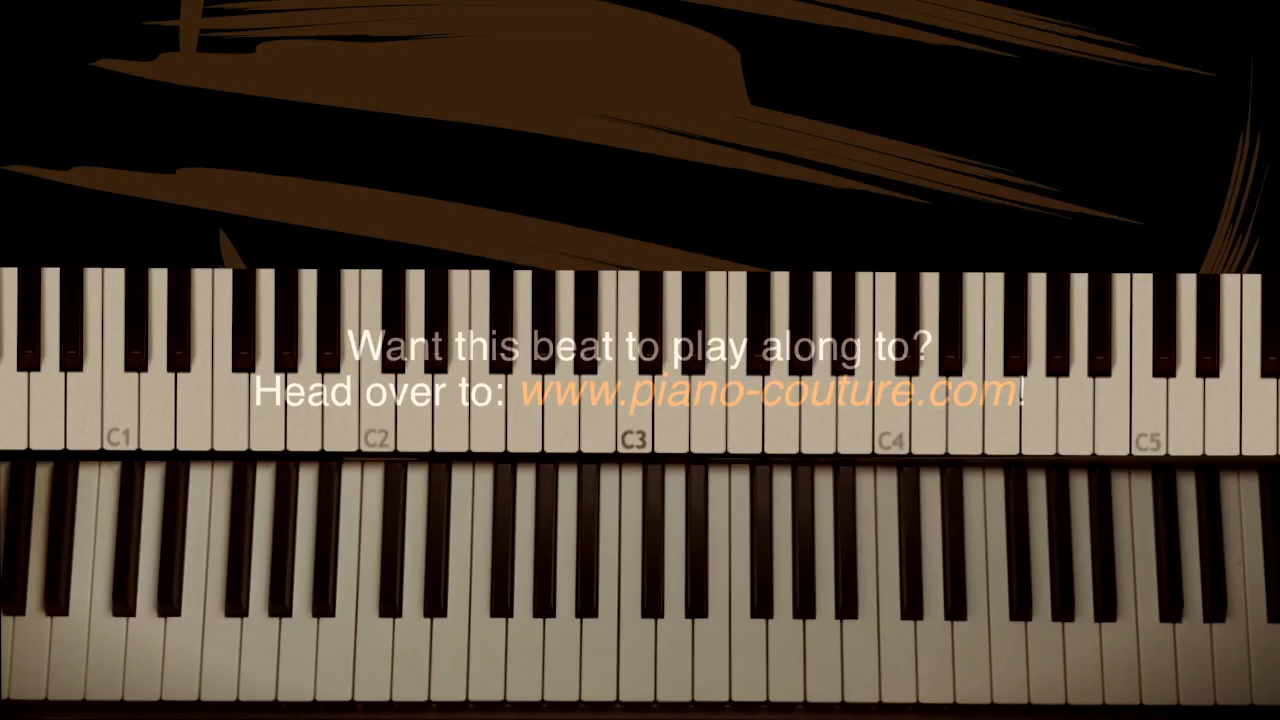 Want this beat to play along to?
Head over to: www.piano-couture.com!
C1 C2 C3 C4 C5